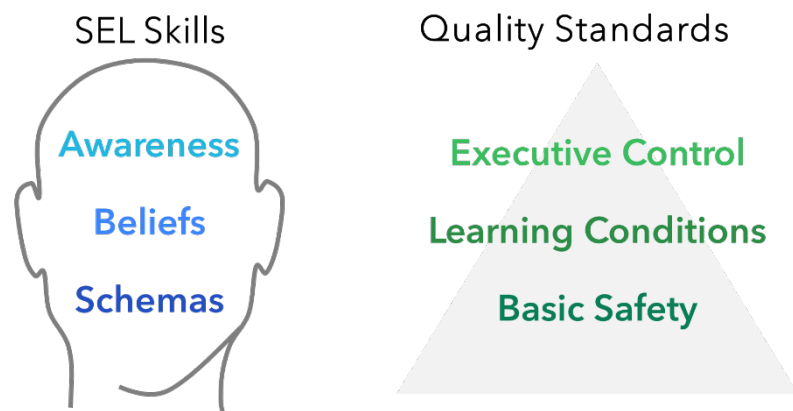 SEL Skills
Awareness
Beliefs
Schemas
Quality Standards
Executive Control
Learning Conditions
Basic Safety